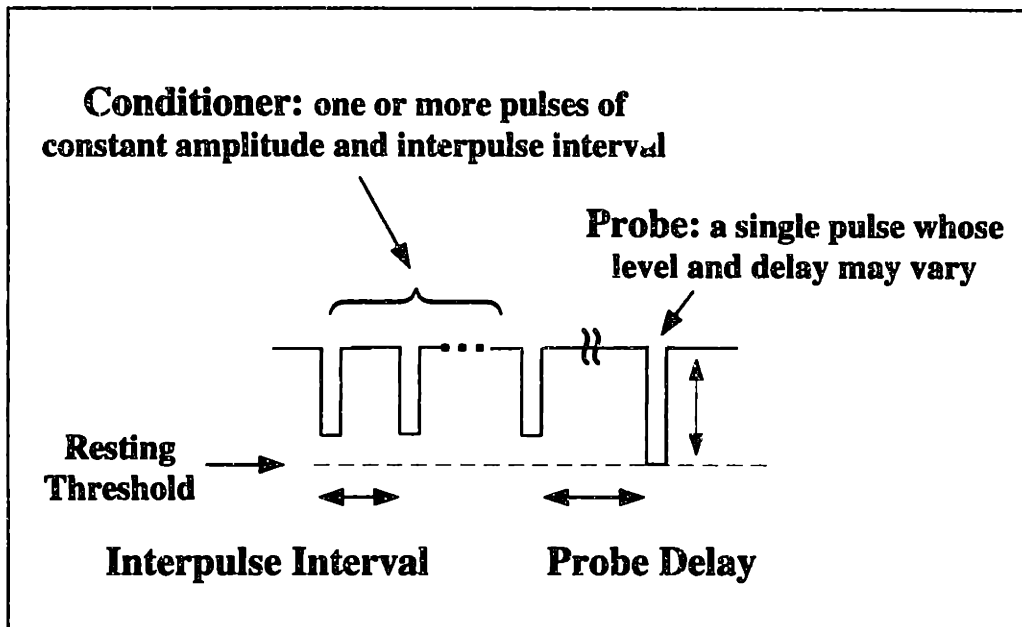 Conditioner: one or more pulses of
constant amplitude and interpulse interval
Probe: a single pulse whose
level and delay may vary
Resting
Threshold
Interpulse Interval
Probe Delay